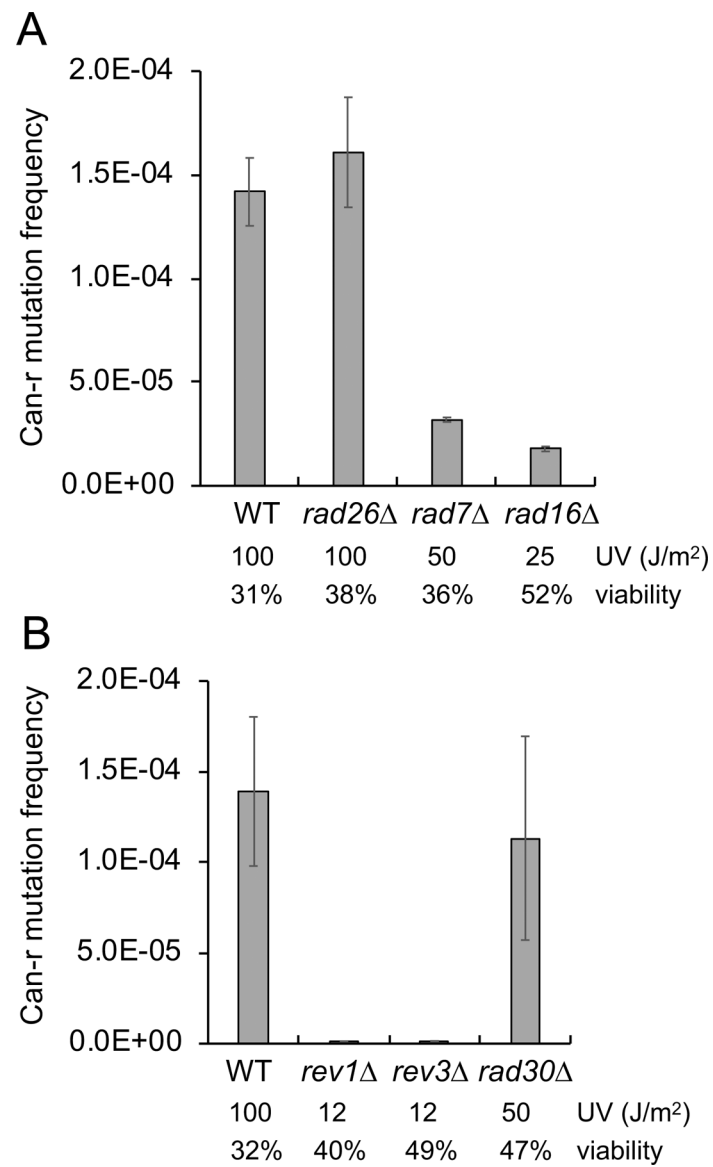 A
Can-r mutation frequency
2.0E-04
1.5E-04
1.0E-04
5.0E-05
0.0E+00
WT rad26Δ rad7Δ rad16Δ
100 100 50 25 UV (J/m²)
31% 38% 36% 52% viability
B
Can-r mutation frequency
2.0E-04
1.5E-04
1.0E-04
5.0E-05
0.0E+00
WT rev1Δ rev3Δ rad30Δ
100 12 12 50 UV (J/m²)
32% 40% 49% 47% viability